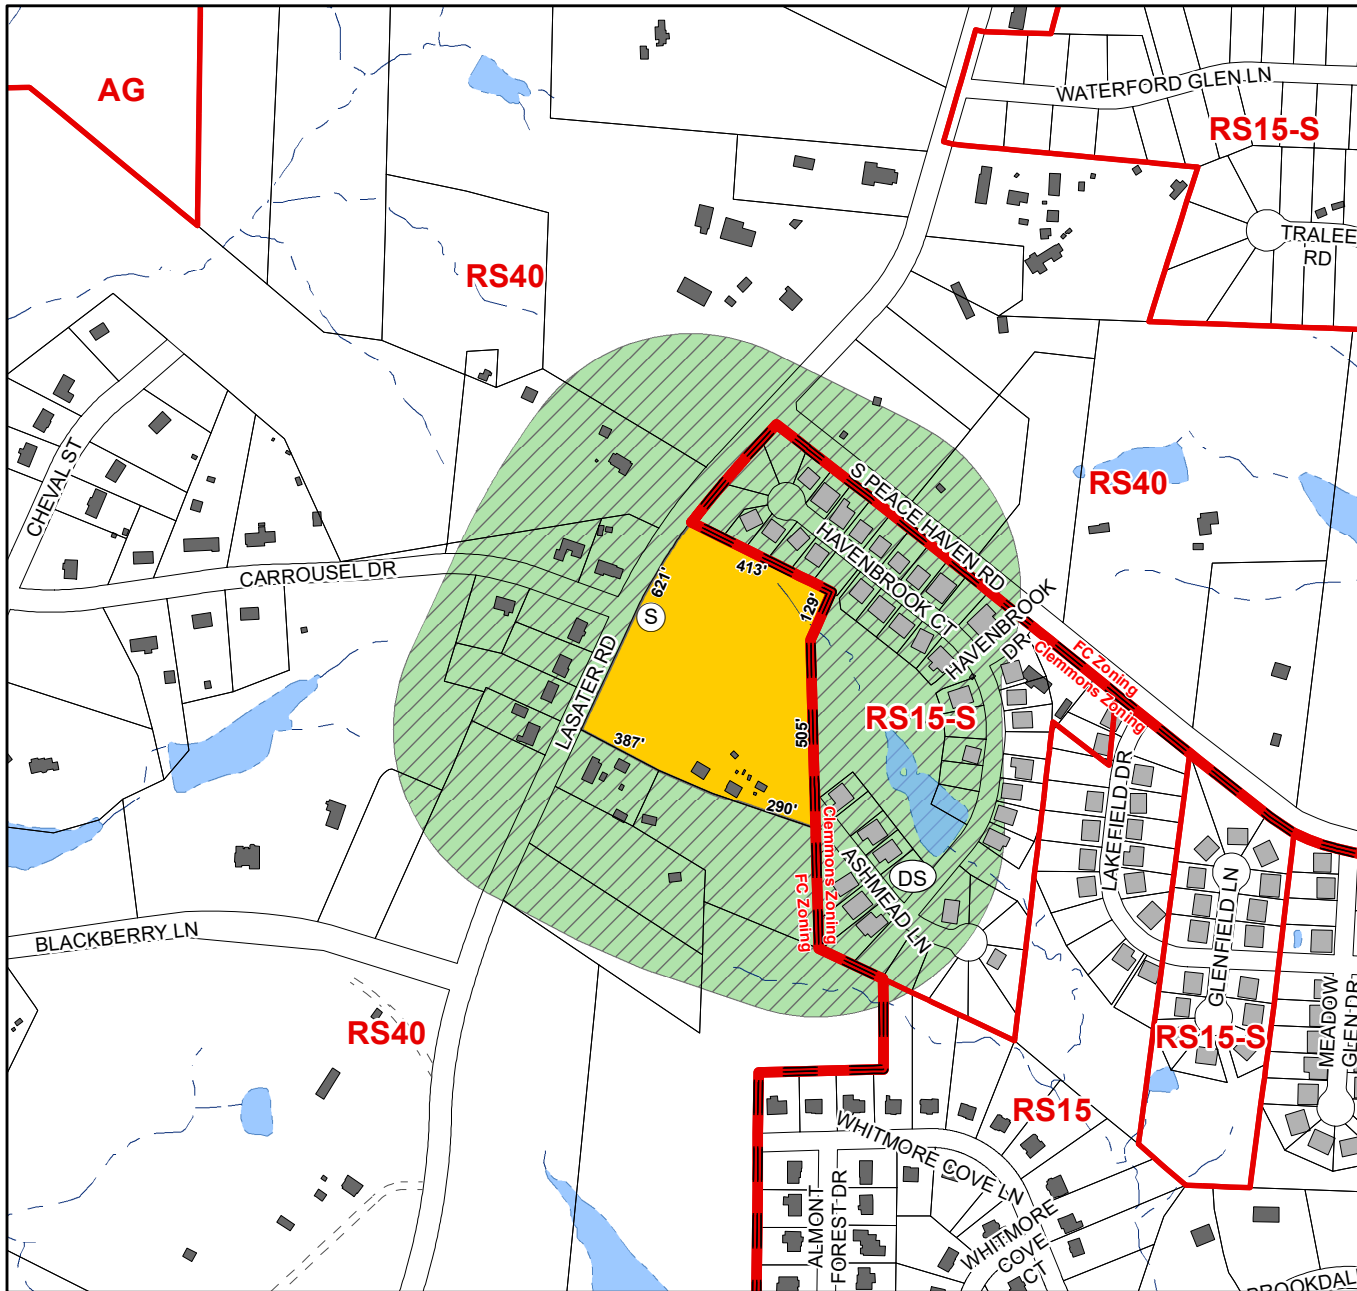 AG
WATERFORD GLEN LN
RS15-S
TRALEE
RD
RS40
CHEVAL ST
S PEACE HAVEN RD
RS40
HAVENBROOK CT
CARROUSEL DR
413'
621'
129'
S
HAVENBROOK
DR
FC Zoning
Clemmons Zoning
LASATER RD
RS15-S
505'
387'
290'
LAKEFIELD DR
Clemmons Zoning
FC Zoning
ASHMEAD LN
DS
GLENFIELD LN
BLACKBERRY LN
RS40
RS15-S
MEADOW
GLEN DR
RS15
WHITMORE COVE LN
ALMONT
FOREST DR
WHITMORE
COVE
CT
BROOKDAL